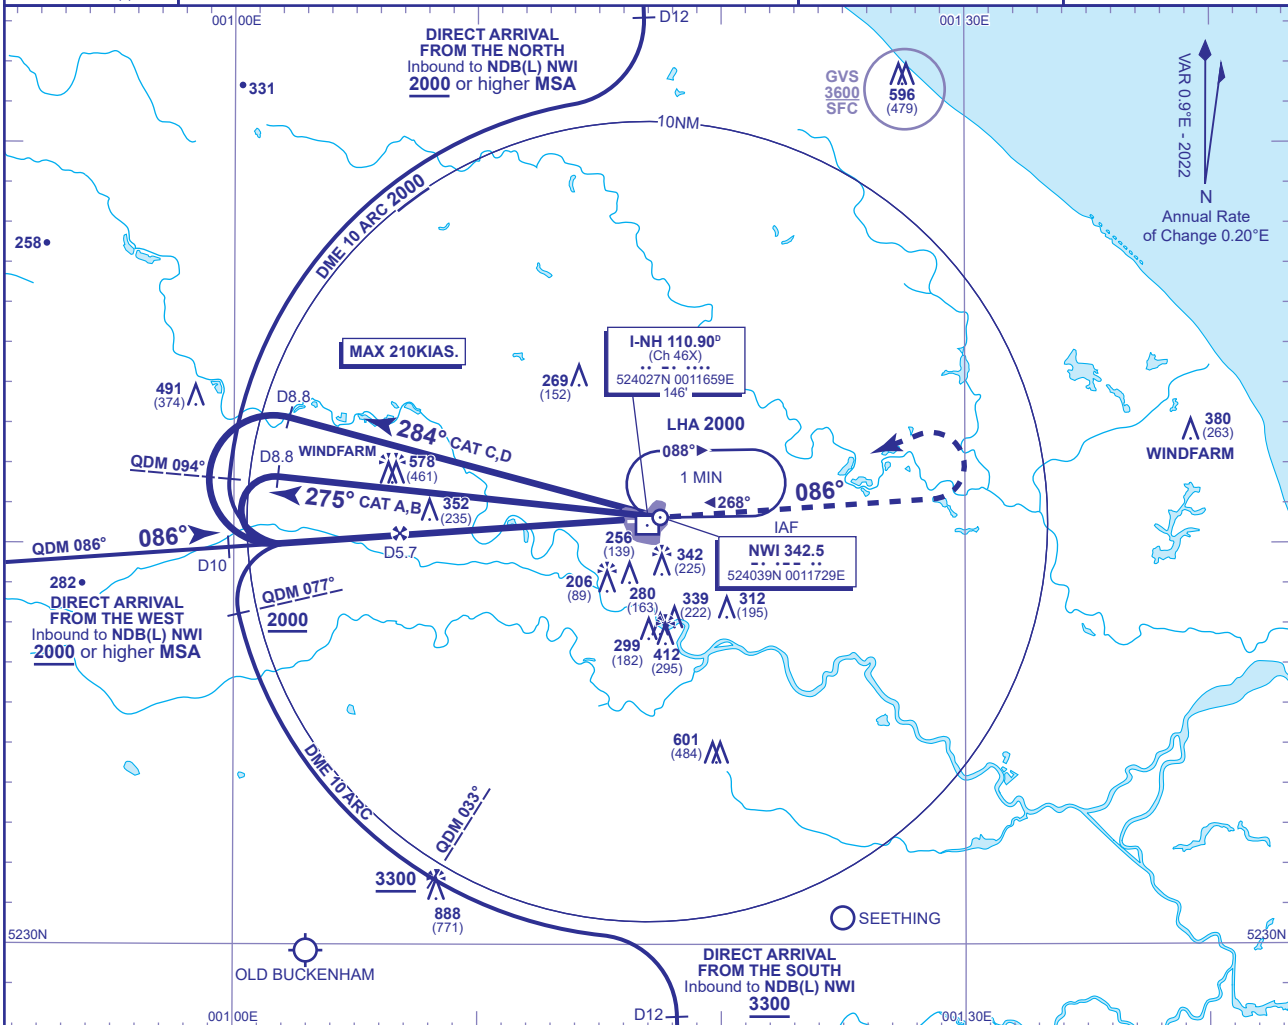 001:00E
001:30E
D12
DIRECT ARRIVAL
FROM THE NORTH
Inbound to NDB(L) NWI
2000 or higher MSA
GVS
3600
SFC
596
(479)
VAR 0.9°E - 2022
N
Annual Rate
of Change 0.20°E
331
10NM
DME 10 ARC 2000
258
MAX 210KIAS.
I-NH 110.90ᴰ
(Ch 46X)
·· —· ····
524027N 0011659E
146'
269
(152)
491
(374)
D8.8
284° CAT C,D
LHA 2000
088°
1 MIN
268°
380
(263)
WINDFARM
QDM 094°
D8.8
WINDFARM
578
(461)
275° CAT A,B
352
(235)
086°
IAF
086°
QDM 086°
D10
D5.7
256
(139)
342
(225)
NWI 342.5
—· ·—— ··
524039N 0011729E
282
DIRECT ARRIVAL
FROM THE WEST
Inbound to NDB(L) NWI
2000 or higher MSA
QDM 077°
2000
206
(89)
280
(163)
339
(222)
312
(195)
299
(182)
412
(295)
601
(484)
DME 10 ARC
QDM 033°
3300
888
(771)
SEETHING
5230N
5230N
OLD BUCKENHAM
DIRECT ARRIVAL
FROM THE SOUTH
Inbound to NDB(L) NWI
3300
001:00E
D12
001:30E